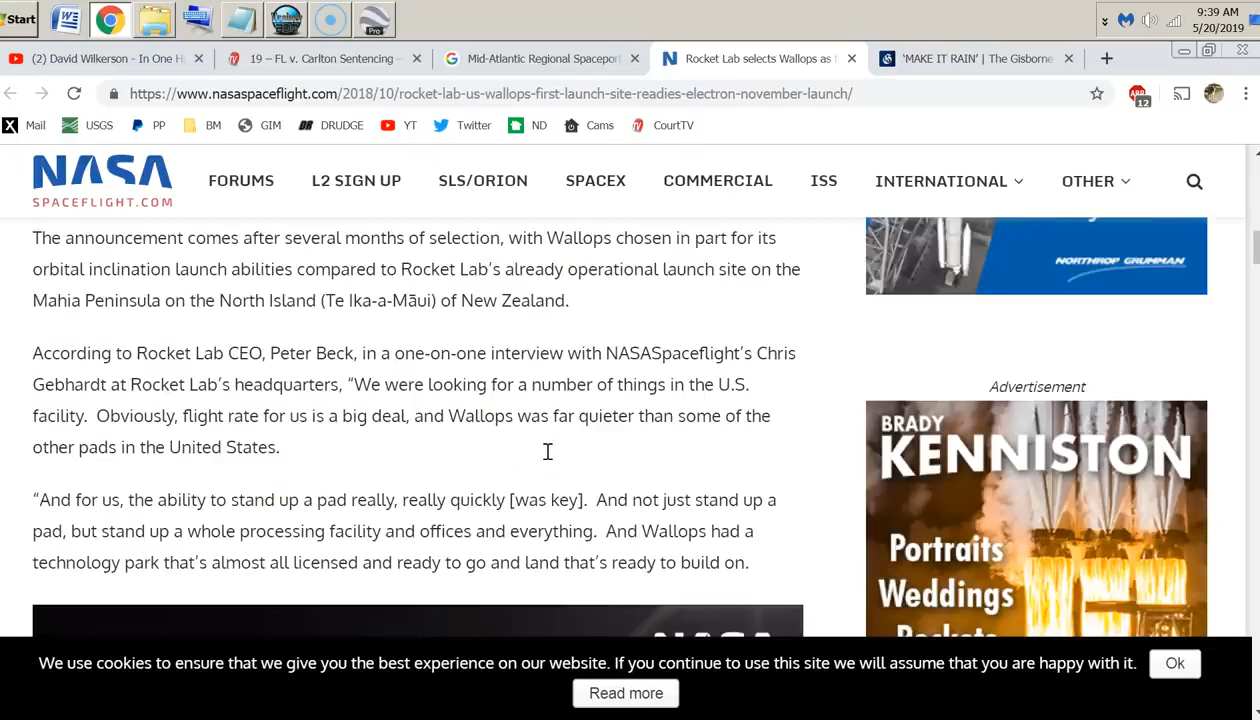 Start
9:39 AM
5/20/2019
(2) David Wilkerson - In One H
19 – FL v. Carlton Sentencing -
Mid-Atlantic Regional Spaceport
Rocket Lab selects Wallops as
'MAKE IT RAIN' | The Gisborne
https://www.nasaspaceflight.com/2018/10/rocket-lab-us-wallops-first-launch-site-readies-electron-november-launch/
12
Mail USGS PP BM GIM DRUDGE YT Twitter ND Cams CourtTV
NASA
SPACEFLIGHT.COM
FORUMS L2 SIGN UP SLS/ORION SPACEX COMMERCIAL ISS INTERNATIONAL OTHER
The announcement comes after several months of selection, with Wallops chosen in part for its
orbital inclination launch abilities compared to Rocket Lab's already operational launch site on the
Mahia Peninsula on the North Island (Te Ika-a-Māui) of New Zealand.
NORTHROP GRUMMAN
According to Rocket Lab CEO, Peter Beck, in a one-on-one interview with NASASpaceflight's Chris
Gebhardt at Rocket Lab's headquarters, “We were looking for a number of things in the U.S.
facility.  Obviously, flight rate for us is a big deal, and Wallops was far quieter than some of the
other pads in the United States.
“And for us, the ability to stand up a pad really, really quickly [was key].  And not just stand up a
pad, but stand up a whole processing facility and offices and everything.  And Wallops had a
technology park that's almost all licensed and ready to go and land that's ready to build on.
Advertisement
BRADY
KENNISTON
Portraits
Weddings
Rockets
NASA
We use cookies to ensure that we give you the best experience on our website. If you continue to use this site we will assume that you are happy with it.
Ok
Read more